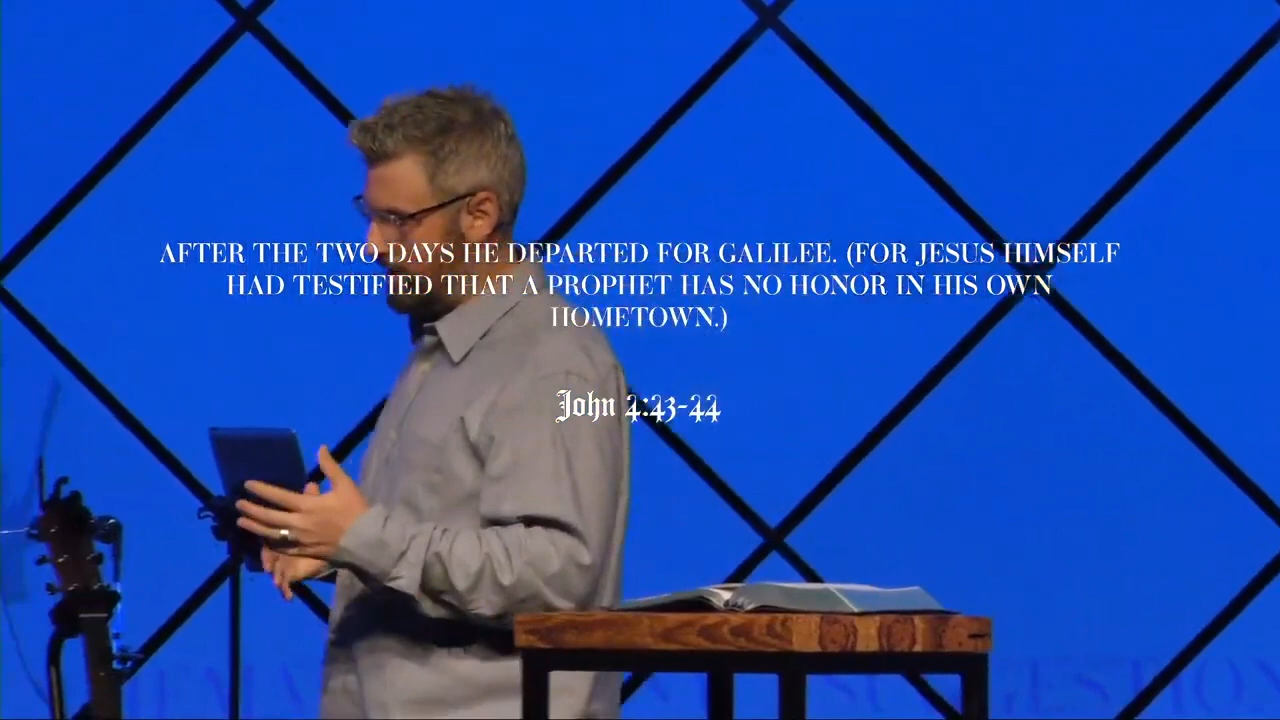 AFTER THE TWO DAYS HE DEPARTED FOR GALILEE. (FOR JESUS HIMSELF
HAD TESTIFIED THAT A PROPHET HAS NO HONOR IN HIS OWN
HOMETOWN.)
John 4:43-44